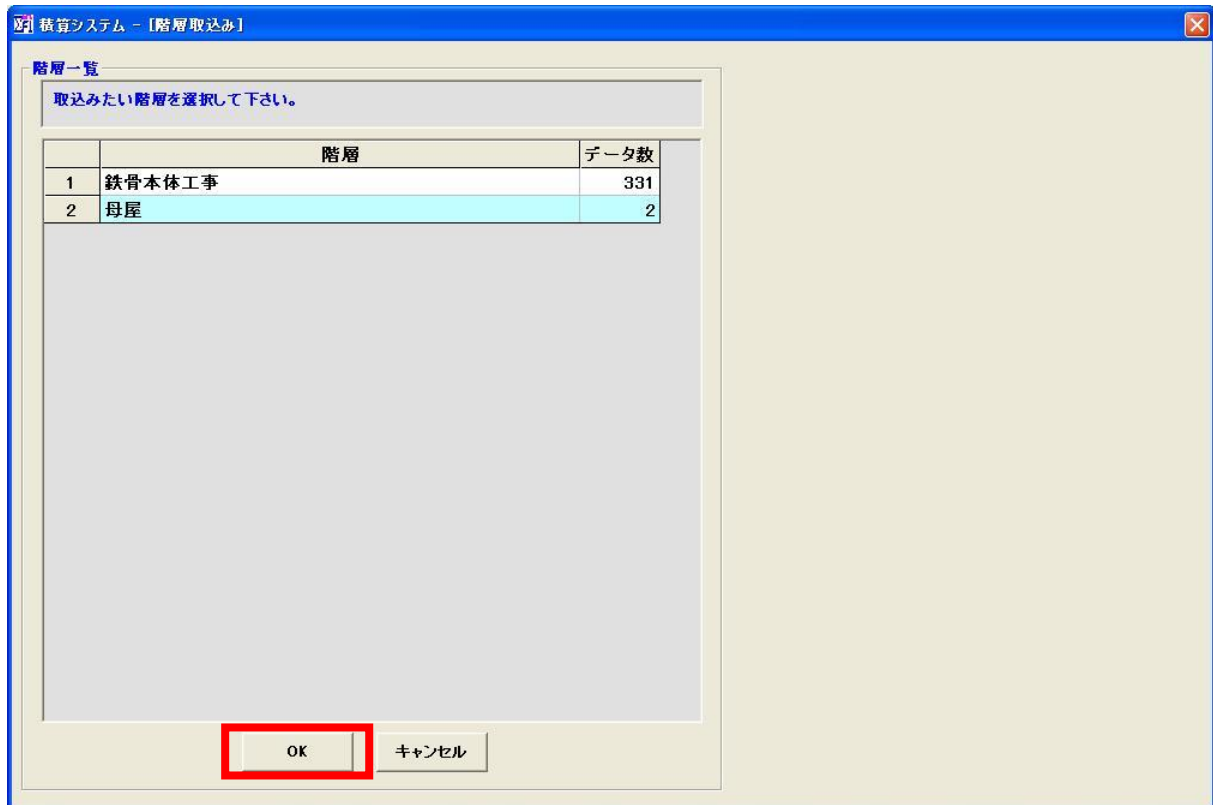 積算システム - [階層取込み]
階層一覧
取込みたい階層を選択して下さい。
階層 データ数
1 鉄骨本体工事 331
2 母屋 2
OK キャンセル